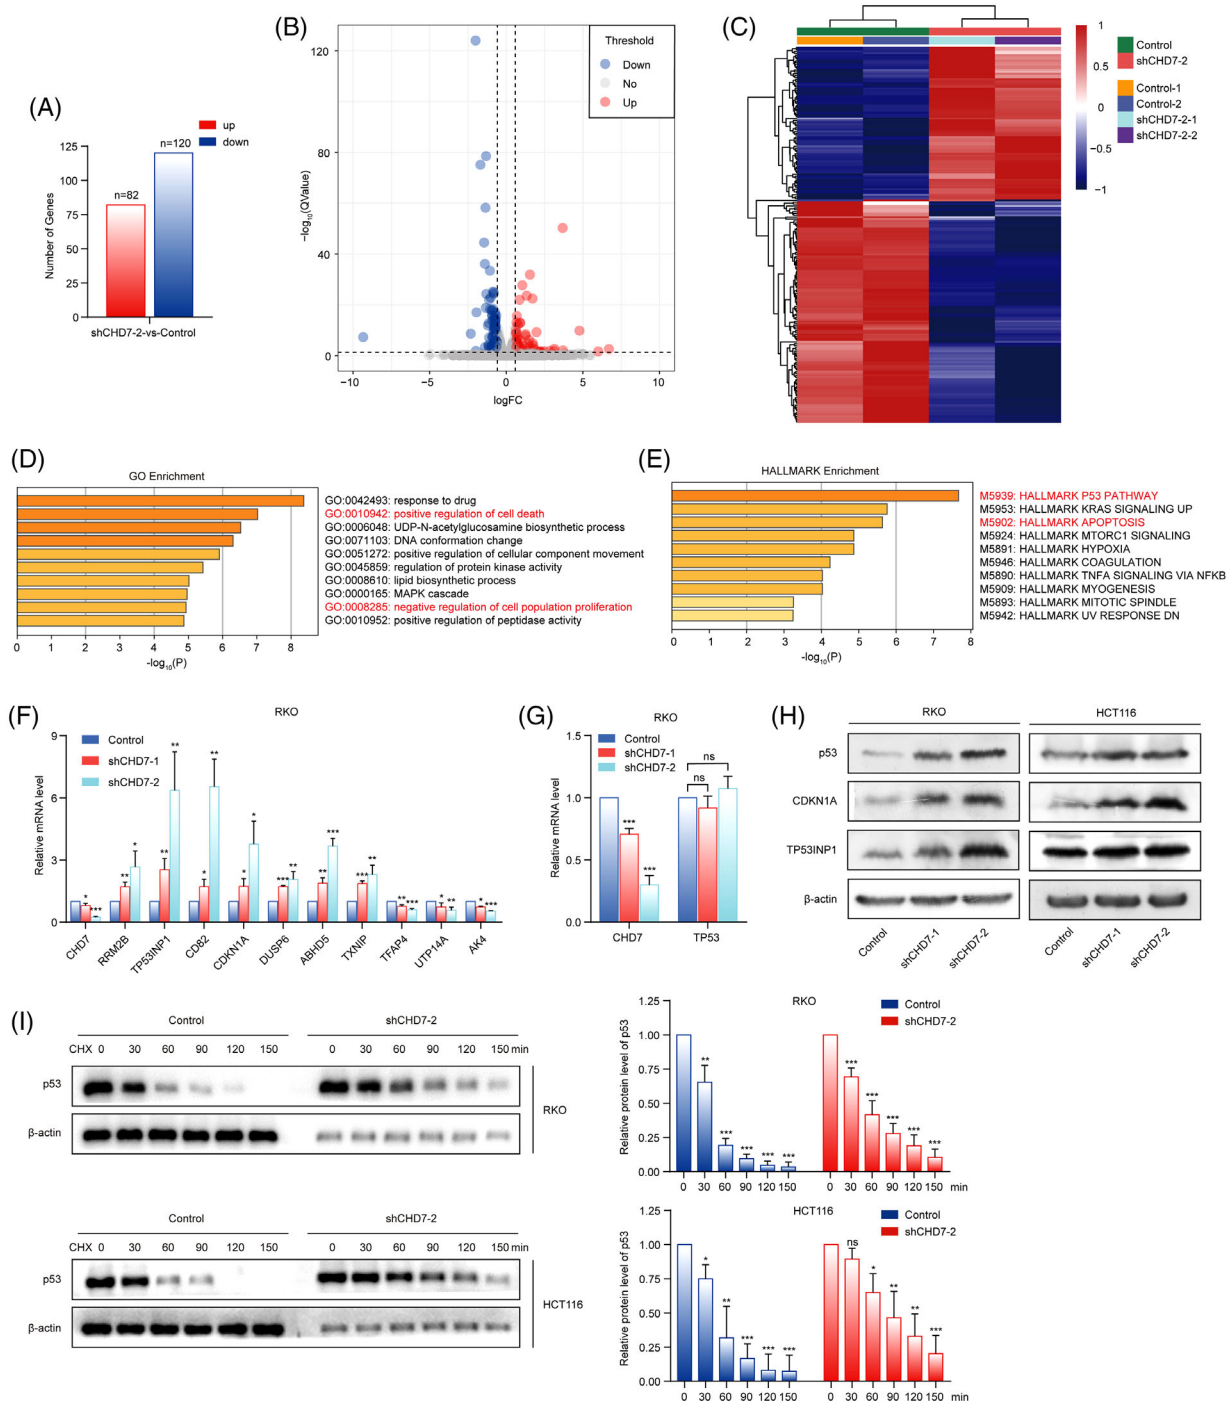 (A)
up
down
n=120
n=82
125
100
75
50
25
0
Number of Genes
shCHD7-2-vs-Control
(B)
120
80
40
0
−log10(QValue)
Threshold
Down
No
Up
−10
−5
0
5
10
logFC
(C)
1
0.5
0
−0.5
−1
Control
shCHD7-2
Control-1
Control-2
shCHD7-2-1
shCHD7-2-2
(D)
GO Enrichment
GO:0042493: response to drug
GO:0010942: positive regulation of cell death
GO:0006048: UDP-N-acetylglucosamine biosynthetic process
GO:0071103: DNA conformation change
GO:0051272: positive regulation of cellular component movement
GO:0045859: regulation of protein kinase activity
GO:0008610: lipid biosynthetic process
GO:0000165: MAPK cascade
GO:0008285: negative regulation of cell population proliferation
GO:0010952: positive regulation of peptidase activity
0 1 2 3 4 5 6 7 8
-log10(P)
(E)
HALLMARK Enrichment
M5939: HALLMARK P53 PATHWAY
M5953: HALLMARK KRAS SIGNALING UP
M5902: HALLMARK APOPTOSIS
M5924: HALLMARK MTORC1 SIGNALING
M5891: HALLMARK HYPOXIA
M5946: HALLMARK COAGULATION
M5890: HALLMARK TNFA SIGNALING VIA NFKB
M5909: HALLMARK MYOGENESIS
M5893: HALLMARK MITOTIC SPINDLE
M5942: HALLMARK UV RESPONSE DN
0 1 2 3 4 5 6 7 8
-log10(P)
(F)
RKO
Control
shCHD7-1
shCHD7-2
9
6
3
0
Relative mRNA level
* ***
** *
** **
* **
* *
*** **
** ***
*** **
** ***
* **
* ***
CHD7
RRM2B
TP53INP1
CD82
CDKN1A
DUSP6
ABHD5
TXNIP
TFAP4
UTP14A
AK4
(G)
RKO
Control
shCHD7-1
shCHD7-2
1.5
1.0
0.5
0.0
Relative mRNA level
***
***
ns
ns
CHD7
TP53
(H)
RKO
HCT116
p53
CDKN1A
TP53INP1
β-actin
Control
shCHD7-1
shCHD7-2
Control
shCHD7-1
shCHD7-2
(I)
Control
shCHD7-2
CHX 0 30 60 90 120 150 0 30 60 90 120 150 min
p53
β-actin
RKO
Control
shCHD7-2
CHX 0 30 60 90 120 150 0 30 60 90 120 150 min
p53
β-actin
HCT116
RKO
Control
shCHD7-2
1.25
1.00
0.75
0.50
0.25
0.00
Relative protein level of p53
** *** *** *** ***
*** *** *** *** ***
0 30 60 90 120 150 0 30 60 90 120 150 min
HCT116
Control
shCHD7-2
1.25
1.00
0.75
0.50
0.25
0.00
Relative protein level of p53
* ** *** *** ***
ns * ** ** ***
0 30 60 90 120 150 0 30 60 90 120 150 min